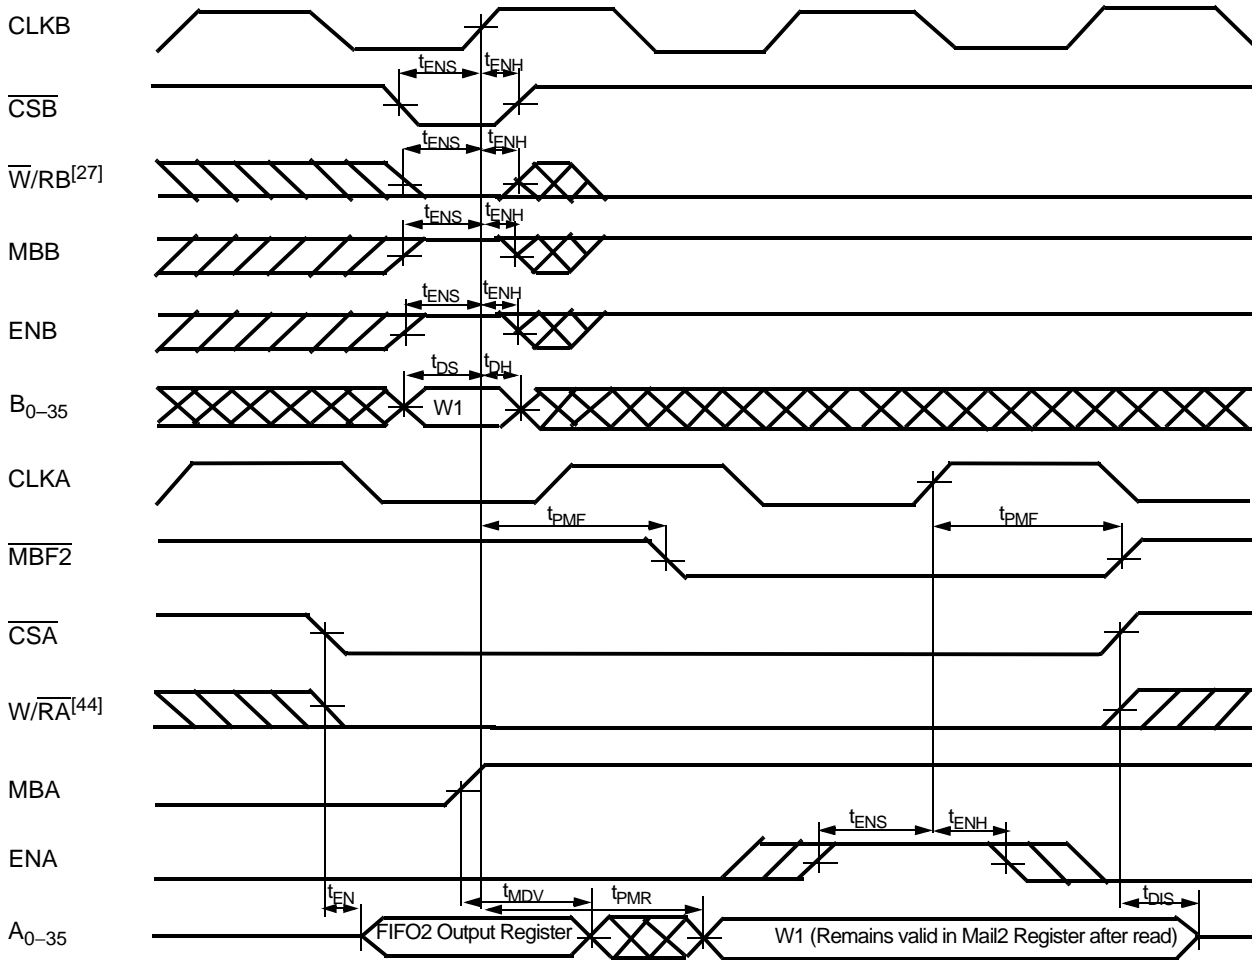 CLKB
tENS tENH
CSB
tENS tENH
W/RB[27]
tENS tENH
MBB
tENS tENH
ENB
tDS tDH
B0–35 W1
CLKA
tPMF tPMF
MBF2
CSA
W/RA[44]
MBA
tENS tENH
ENA
tEN tMDV tPMR tDIS
A0–35 FIFO2 Output Register W1 (Remains valid in Mail2 Register after read)